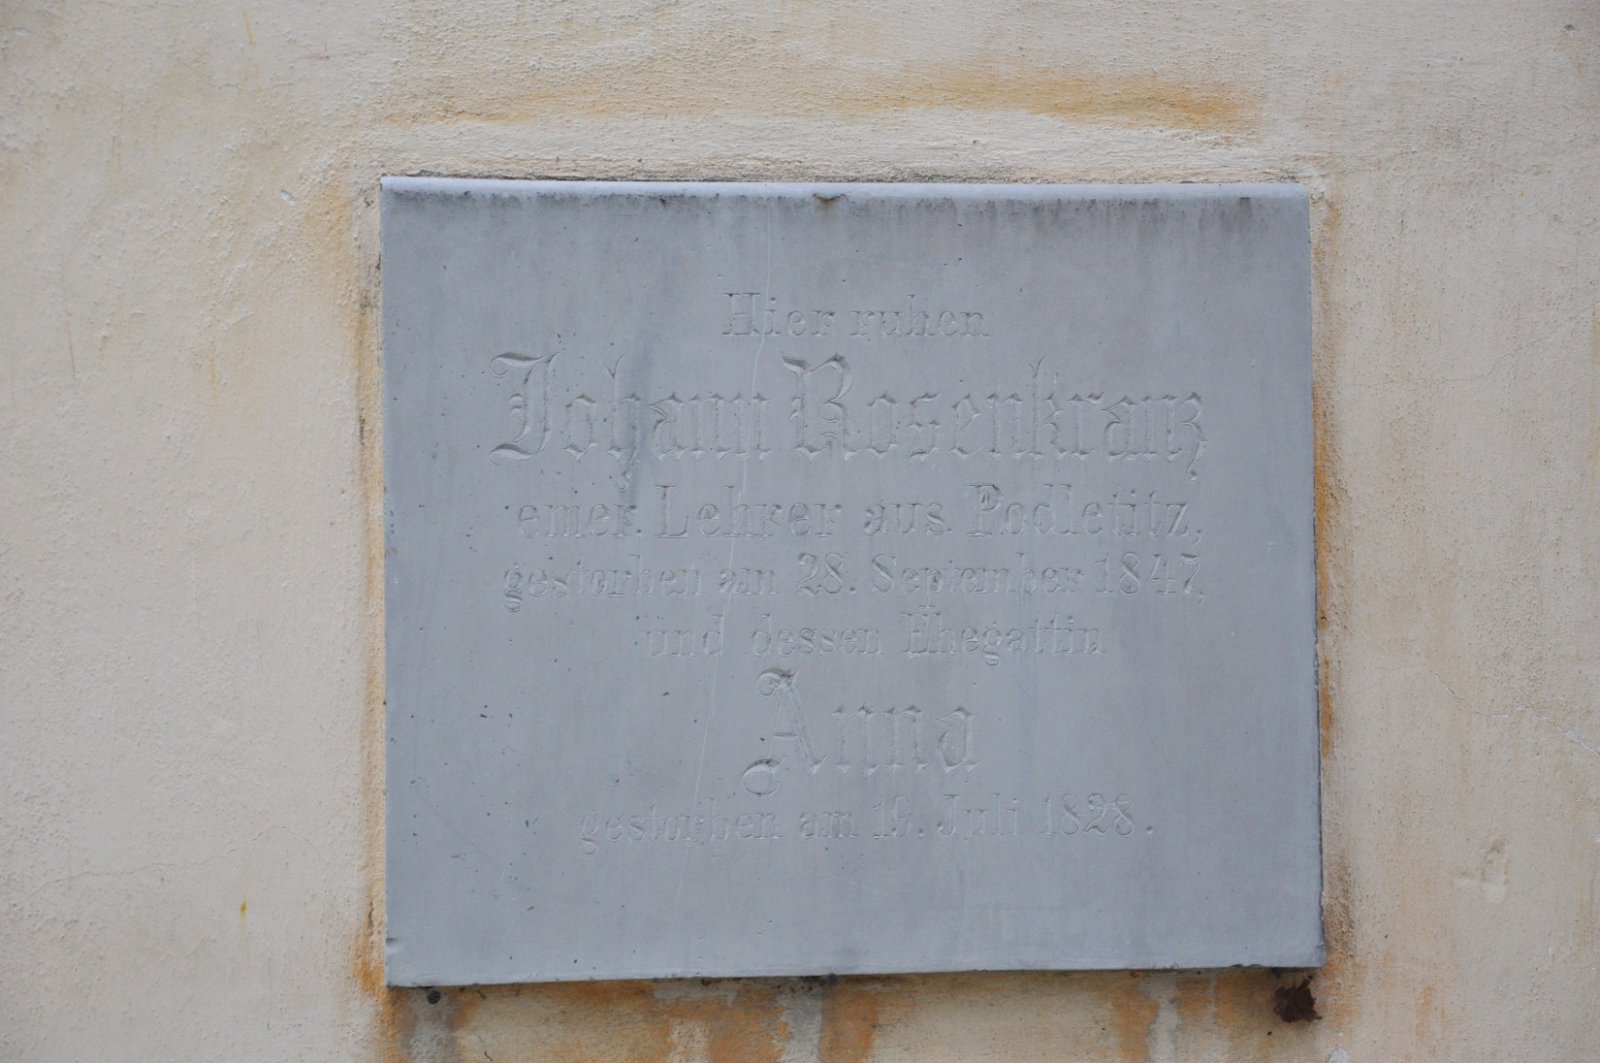 Hier ruhen
Johann Rosenkranz
emer. Lehrer aus Podletitz,
gestorben am 28. September 1847,
und dessen Ehegattin
Anna
gestorben am 19. Juli 1828.